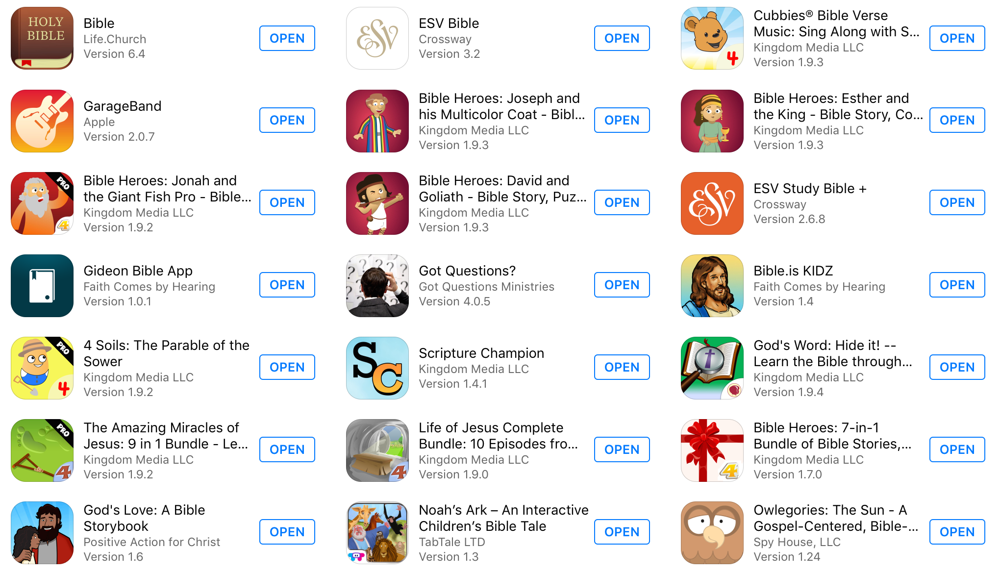 HOLY
BIBLE
Bible
Life.Church
Version 6.4
OPEN
ESV
ESV Bible
Crossway
Version 3.2
OPEN
4
Cubbies® Bible Verse
Music: Sing Along with S...
Kingdom Media LLC
Version 1.9.3
OPEN
GarageBand
Apple
Version 2.0.7
OPEN
Bible Heroes: Joseph and
his Multicolor Coat - Bibl...
Kingdom Media LLC
Version 1.9.3
OPEN
Bible Heroes: Esther and
the King - Bible Story, Co...
Kingdom Media LLC
Version 1.9.3
OPEN
PRO
4
Bible Heroes: Jonah and
the Giant Fish Pro - Bible...
Kingdom Media LLC
Version 1.9.2
OPEN
Bible Heroes: David and
Goliath - Bible Story, Puz...
Kingdom Media LLC
Version 1.9.3
OPEN
ESV
ESV Study Bible +
Crossway
Version 2.6.8
OPEN
Gideon Bible App
Faith Comes by Hearing
Version 1.0.1
OPEN
Got Questions?
Got Questions Ministries
Version 4.0.5
OPEN
Bible.is KIDZ
Faith Comes by Hearing
Version 1.4
OPEN
PRO
4
4 Soils: The Parable of the
Sower
Kingdom Media LLC
Version 1.9.2
OPEN
SC
Scripture Champion
Kingdom Media LLC
Version 1.4.1
OPEN
God's Word: Hide it! --
Learn the Bible through...
Kingdom Media LLC
Version 1.9.4
OPEN
PRO
4
The Amazing Miracles of
Jesus: 9 in 1 Bundle - Le...
Kingdom Media LLC
Version 1.9.2
OPEN
4
Life of Jesus Complete
Bundle: 10 Episodes fro...
Kingdom Media LLC
Version 1.9.0
OPEN
4
Bible Heroes: 7-in-1
Bundle of Bible Stories,...
Kingdom Media LLC
Version 1.7.0
OPEN
God's Love: A Bible
Storybook
Positive Action for Christ
Version 1.6
OPEN
Noah’s Ark – An Interactive
Children’s Bible Tale
TabTale LTD
Version 1.3
OPEN
Owlegories: The Sun - A
Gospel-Centered, Bible-...
Spy House, LLC
Version 1.24
OPEN